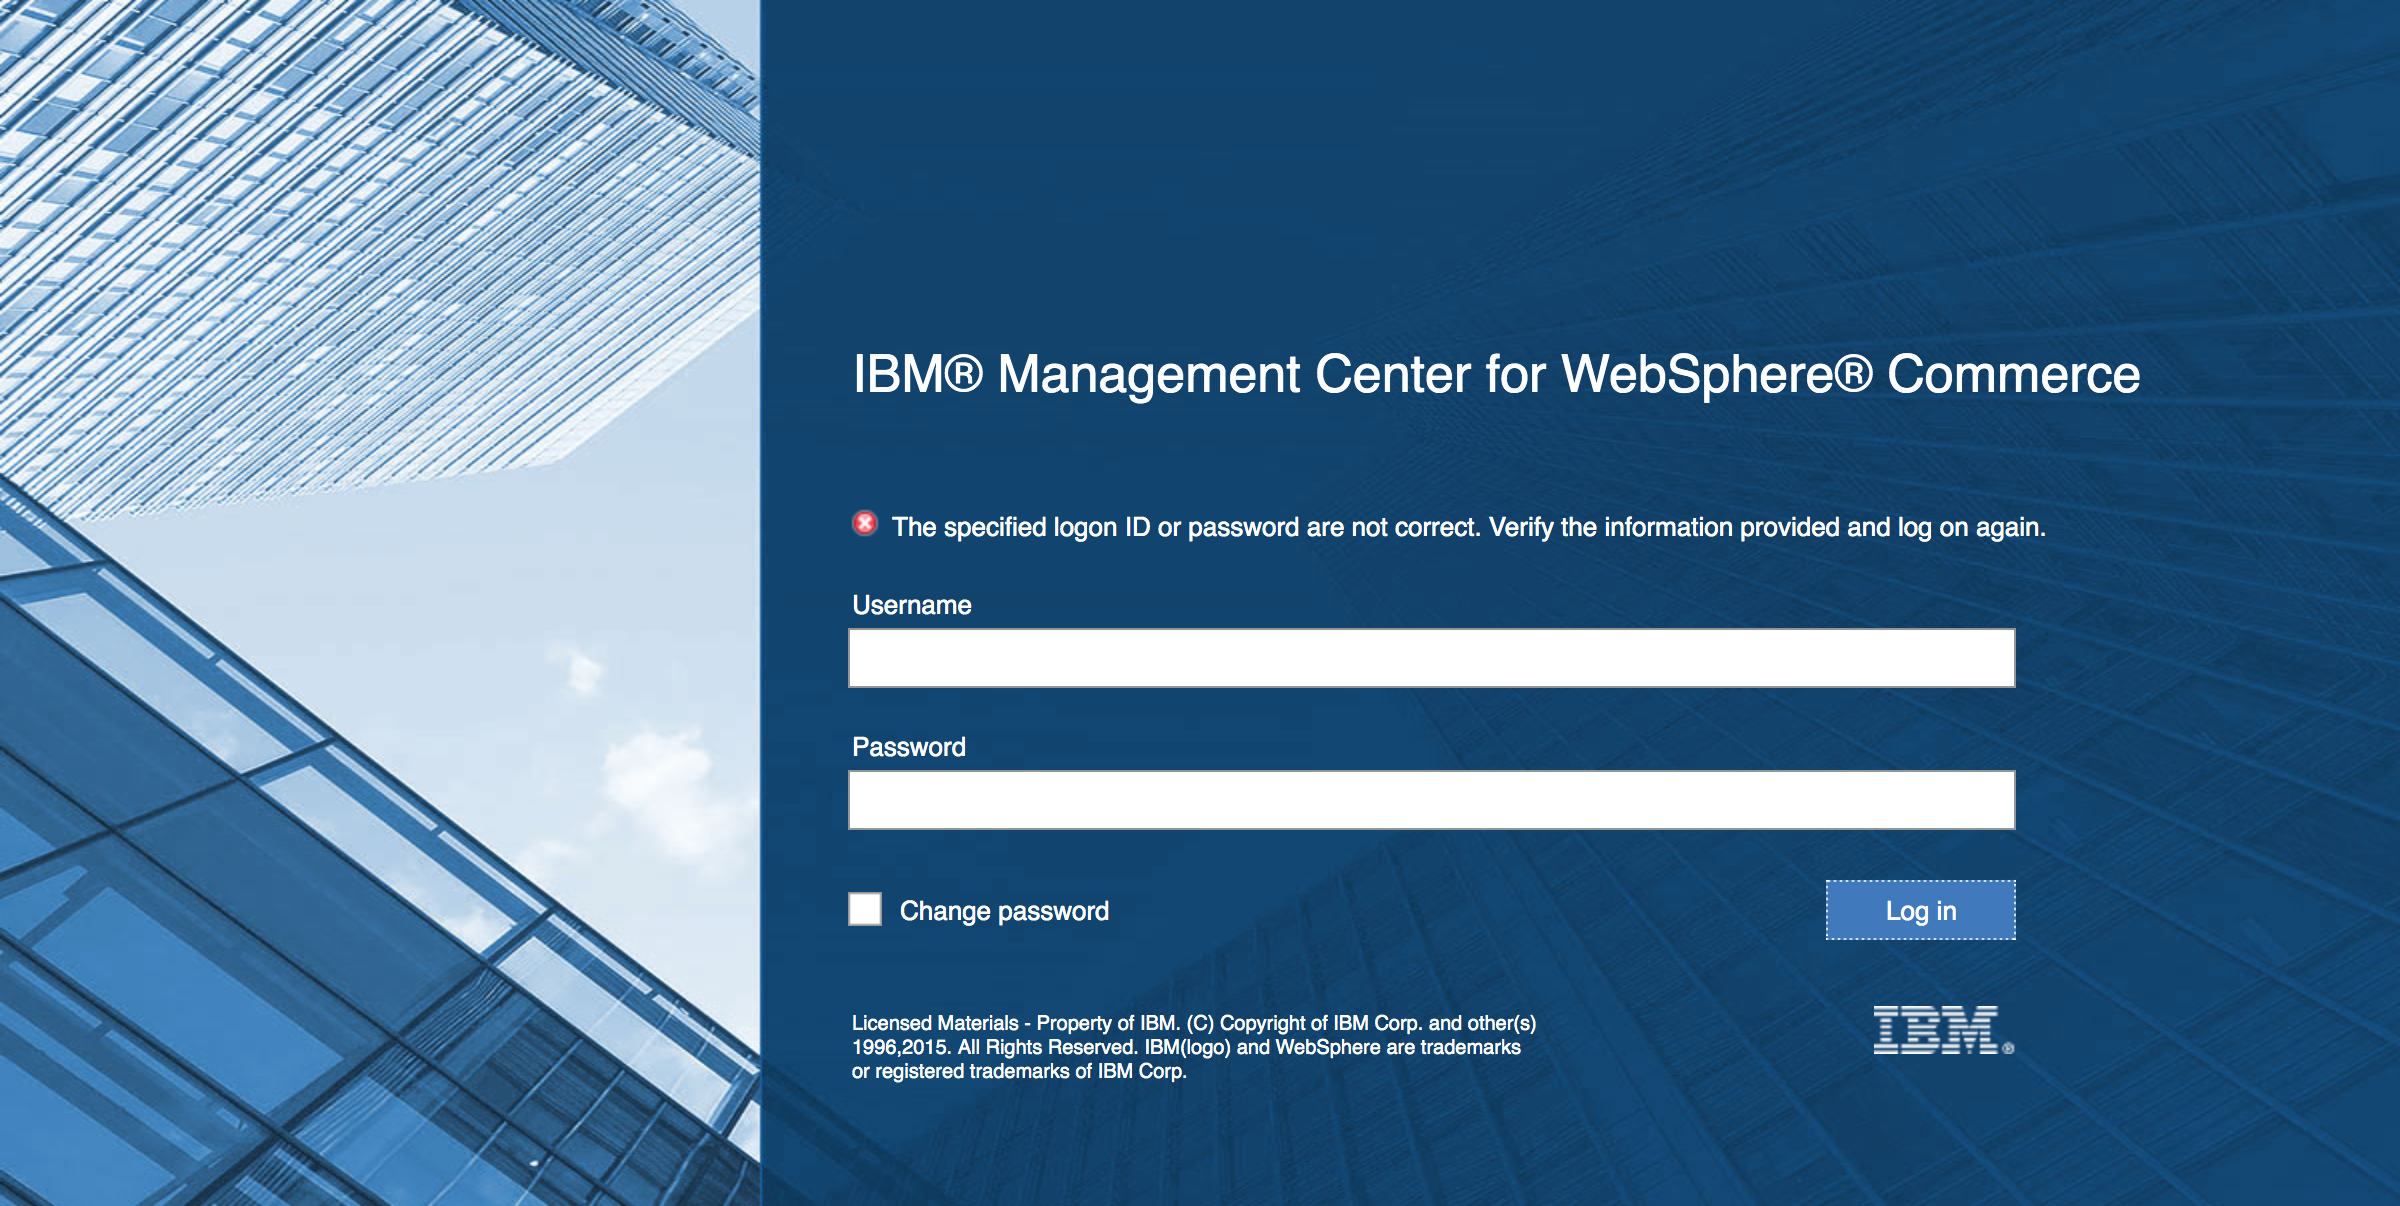 IBM® Management Center for WebSphere® Commerce
The specified logon ID or password are not correct. Verify the information provided and log on again.
Username
Password
Change password
Log in
Licensed Materials - Property of IBM. (C) Copyright of IBM Corp. and other(s)
1996,2015. All Rights Reserved. IBM(logo) and WebSphere are trademarks
or registered trademarks of IBM Corp.
IBM®